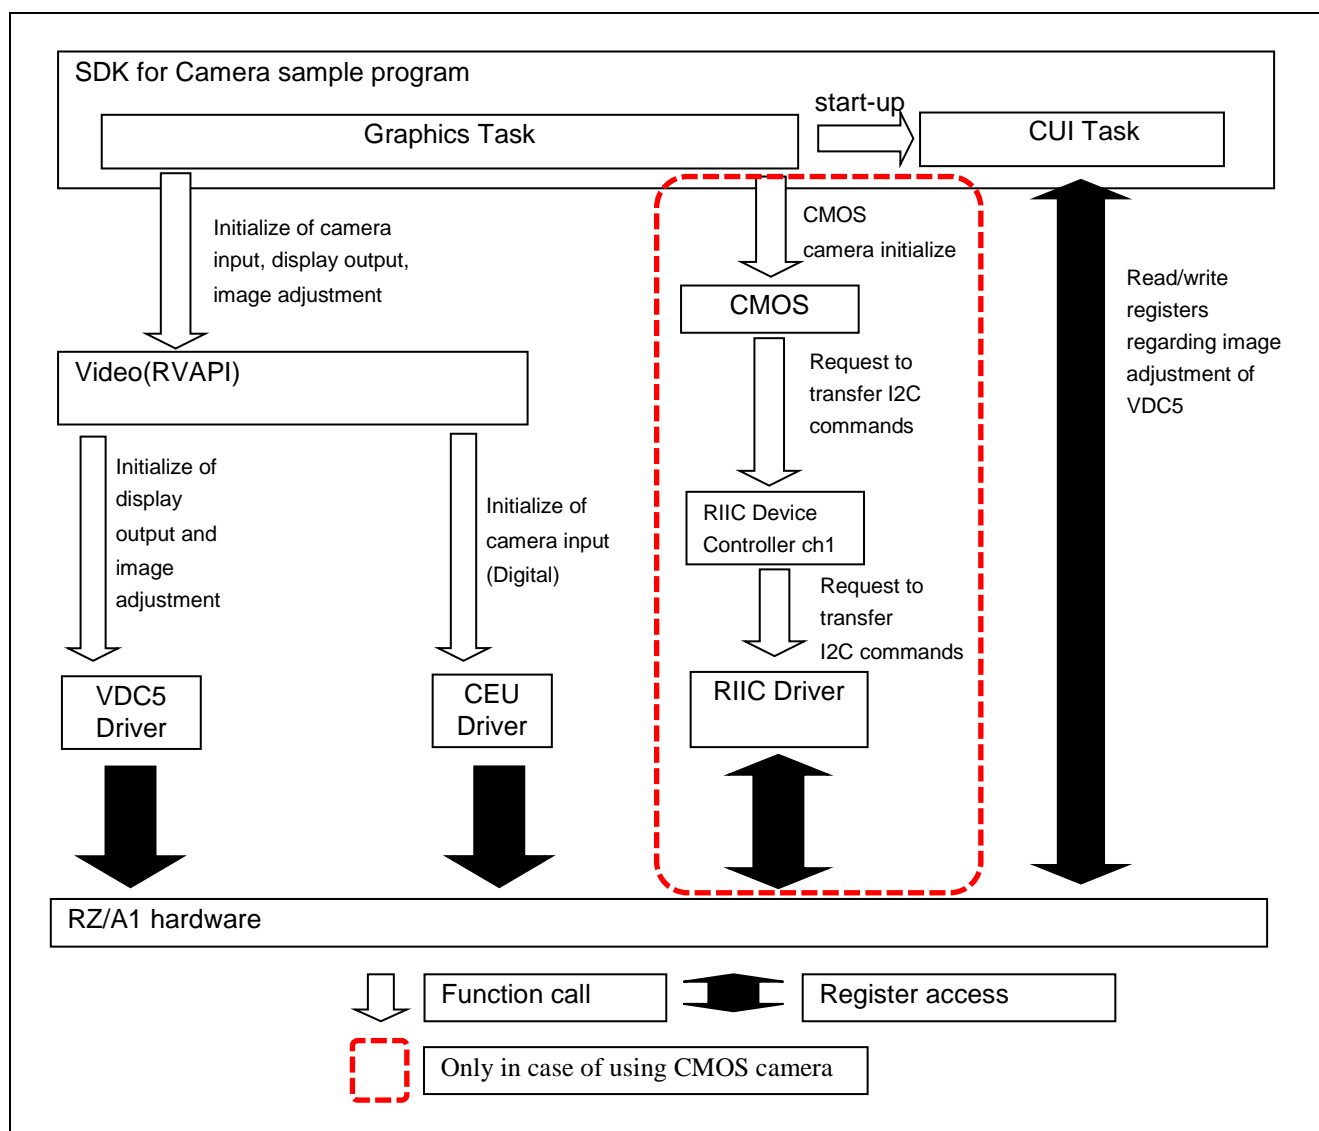 SDK for Camera sample program
start-up
Graphics Task
CUI Task
Initialize of camera
input, display output,
image adjustment
CMOS
camera initialize
CMOS
Read/write
registers
regarding image
adjustment of
VDC5
Video(RVAPI)
Request to
transfer I2C
commands
Initialize of
display
output and
image
adjustment
Initialize of
camera input
(Digital)
RIIC Device
Controller ch1
Request to
transfer
I2C commands
VDC5
Driver
CEU
Driver
RIIC Driver
RZ/A1 hardware
Function call
Register access
Only in case of using CMOS camera